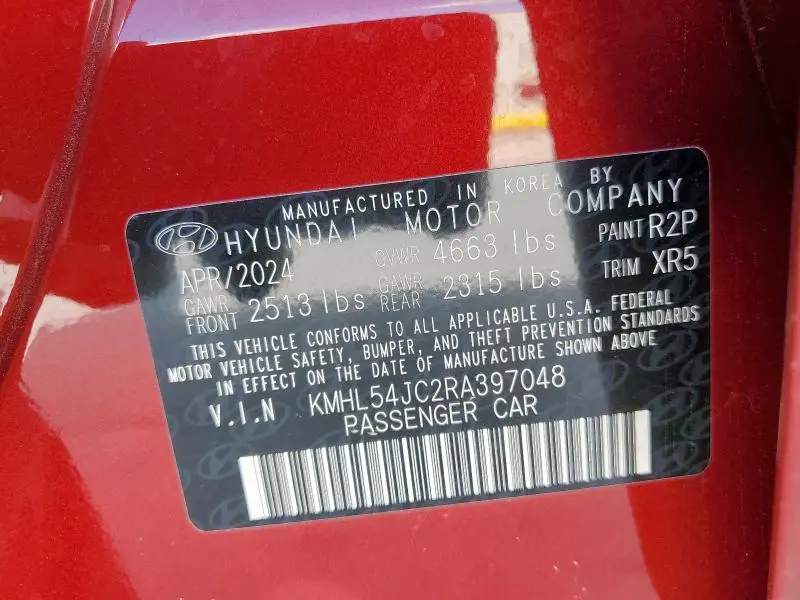 MANUFACTURED IN KOREA BY
HYUNDAI MOTOR COMPANY
APR/2024 GVWR 4663 lbs PAINT R2P
GAWR FRONT 2513 lbs GAWR REAR 2315 lbs TRIM XR5
THIS VEHICLE CONFORMS TO ALL APPLICABLE U.S.A. FEDERAL
MOTOR VEHICLE SAFETY, BUMPER, AND THEFT PREVENTION STANDARDS
IN EFFECT ON THE DATE OF MANUFACTURE SHOWN ABOVE
V.I.N KMHL54JC2RA397048
PASSENGER CAR